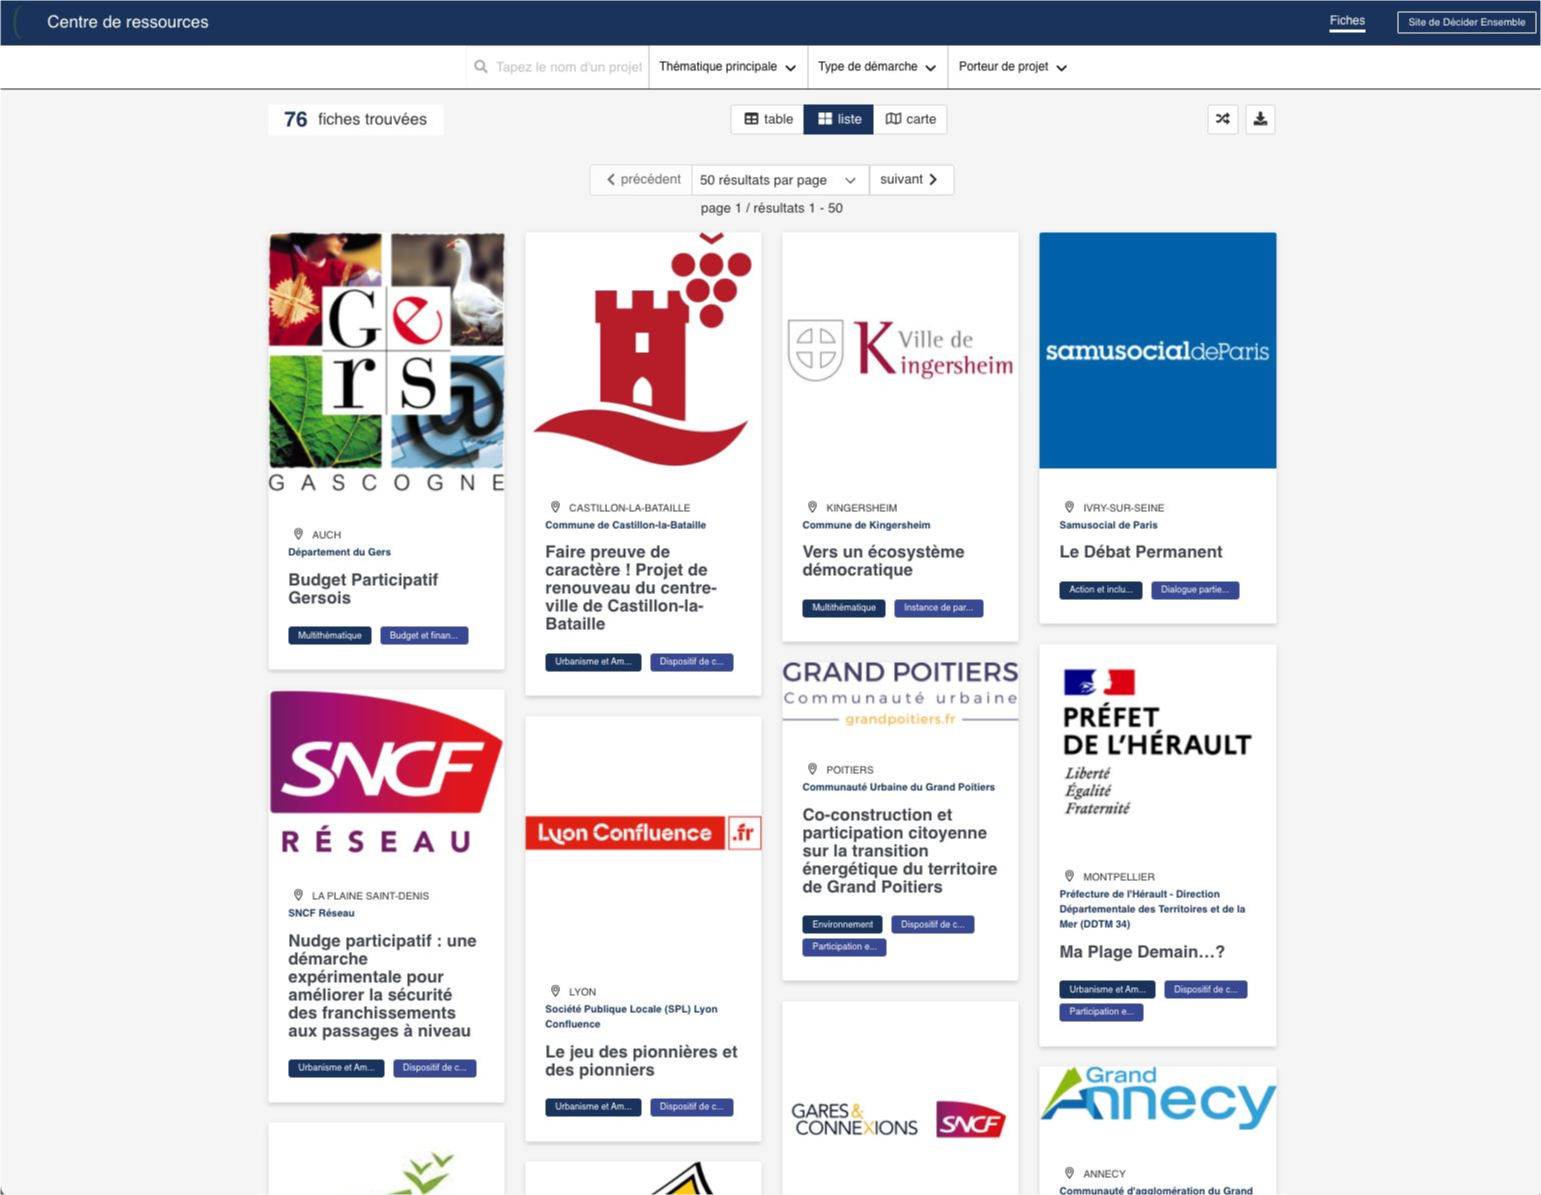 Centre de ressources
Fiches
Site de Décider Ensemble
Tapez le nom d'un projet
Thématique principale
Type de démarche
Porteur de projet
76 fiches trouvées
table
liste
carte
précédent
50 résultats par page
suivant
page 1 / résultats 1 - 50
Gers
GASCOGNE
AUCH
Département du Gers
Budget Participatif
Gersois
Multithématique
Budget et finan...
SNCF
RÉSEAU
LA PLAINE SAINT-DENIS
SNCF Réseau
Nudge participatif : une
démarche
expérimentale pour
améliorer la sécurité
des franchissements
aux passages à niveau
Urbanisme et Am...
Dispositif de c...
CASTILLON-LA-BATAILLE
Commune de Castillon-la-Bataille
Faire preuve de
caractère ! Projet de
renouveau du centre-
ville de Castillon-la-
Bataille
Urbanisme et Am...
Dispositif de c...
Lyon Confluence .fr
LYON
Société Publique Locale (SPL) Lyon
Confluence
Le jeu des pionnières et
des pionniers
Urbanisme et Am...
Dispositif de c...
Ville de
Kingersheim
KINGERSHEIM
Commune de Kingersheim
Vers un écosystème
démocratique
Multithématique
Instance de par...
GRAND POITIERS
Communauté urbaine
grandpoitiers.fr
POITIERS
Communauté Urbaine du Grand Poitiers
Co-construction et
participation citoyenne
sur la transition
énergétique du territoire
de Grand Poitiers
Environnement
Dispositif de c...
Participation e...
GARES &
CONNEXIONS
SNCF
samusocialdeParis
IVRY-SUR-SEINE
Samusocial de Paris
Le Débat Permanent
Action et inclu...
Dialogue partie...
PRÉFET
DE L'HÉRAULT
Liberté
Égalité
Fraternité
MONTPELLIER
Préfecture de l'Hérault - Direction
Départementale des Territoires et de la
Mer (DDTM 34)
Ma Plage Demain...?
Urbanisme et Am...
Dispositif de c...
Participation e...
Grand
Annecy
ANNECY
Communauté d'agglomération du Grand